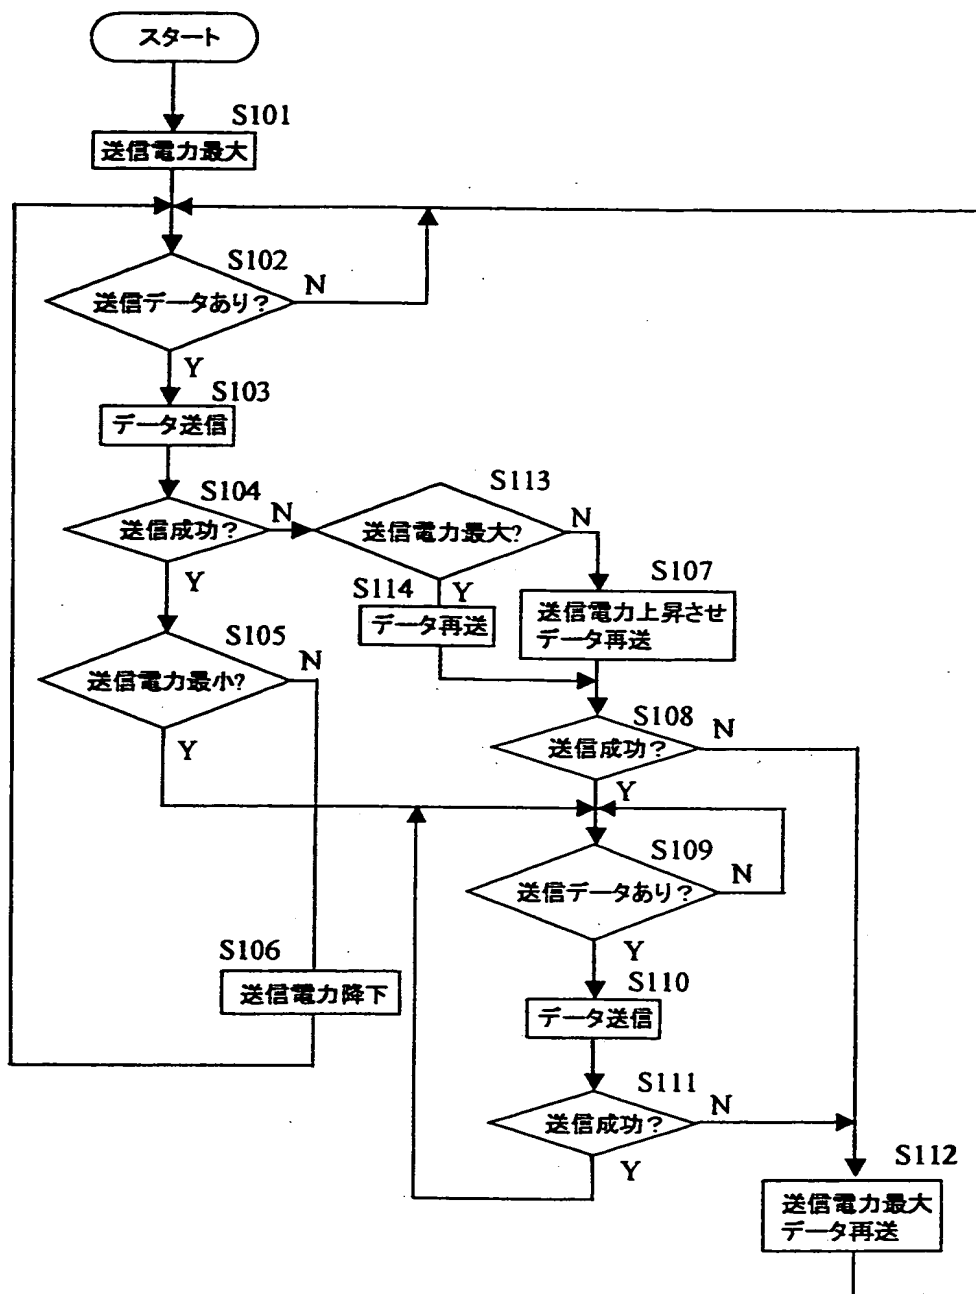 スタート
S101
送信電力最大
S102
送信データあり？
N
Y
S103
データ送信
S104
送信成功？
N
Y
S113
送信電力最大?
N
Y
S114
データ再送
S107
送信電力上昇させ
データ再送
S105
送信電力最小?
N
Y
S108
送信成功？
N
Y
S109
送信データあり？
N
Y
S106
送信電力降下
S110
データ送信
S111
送信成功？
N
Y
S112
送信電力最大
データ再送